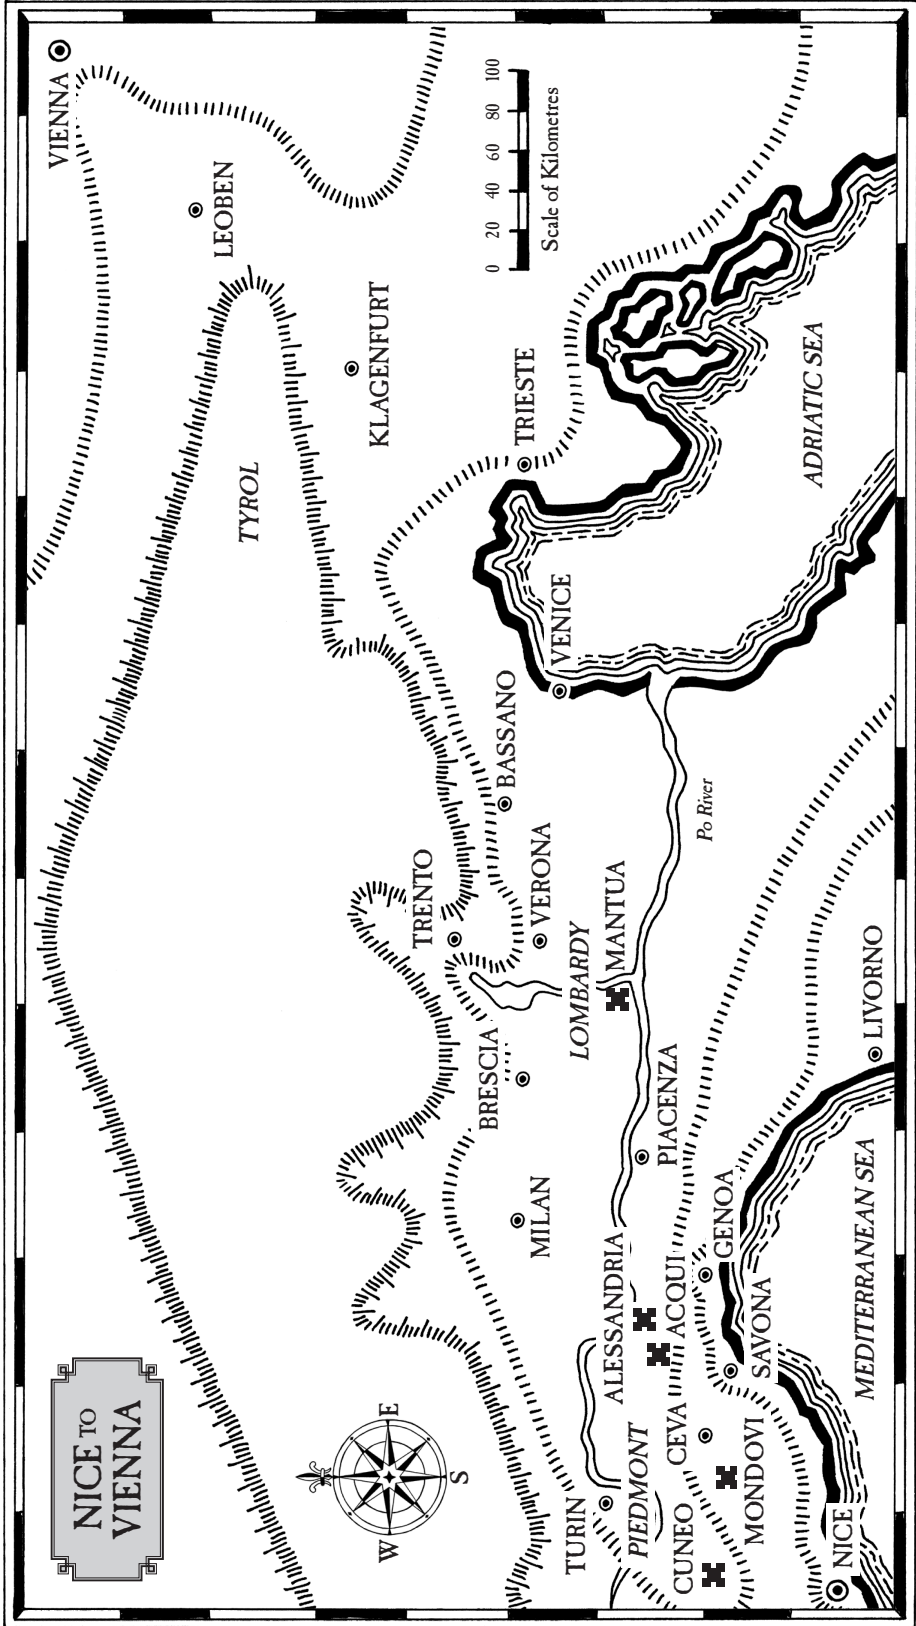 NICE TO
VIENNA
VIENNA
LEOBEN
TYROL
KLAGENFURT
0 20 40 60 80 100
Scale of Kilometres
TRIESTE
ADRIATIC SEA
W
E
S
TRENTO
BASSANO
VENICE
BRESCIA
VERONA
MILAN
LOMBARDY
MANTUA
TURIN
PIEDMONT
ALESSANDRIA
PIACENZA
Po River
CUNEO
CEVA
ACQUI
GENOA
MONDOVI
SAVONA
NICE
LIVORNO
MEDITERRANEAN SEA